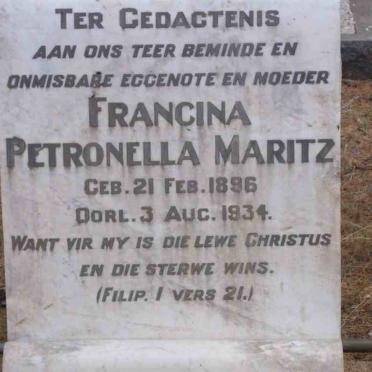 TER GEDACTENIS
AAN ONS TEER BEMINDE EN
ONMISBARE EGGENOTE EN MOEDER
FRANCINA
PETRONELLA MARITZ
GEB. 21 FEB. 1896
OORL. 3 AUG. 1934.
WANT VIR MY IS DIE LEWE CHRISTUS
EN DIE STERWE WINS.
(FILIP. 1 VERS 21.)